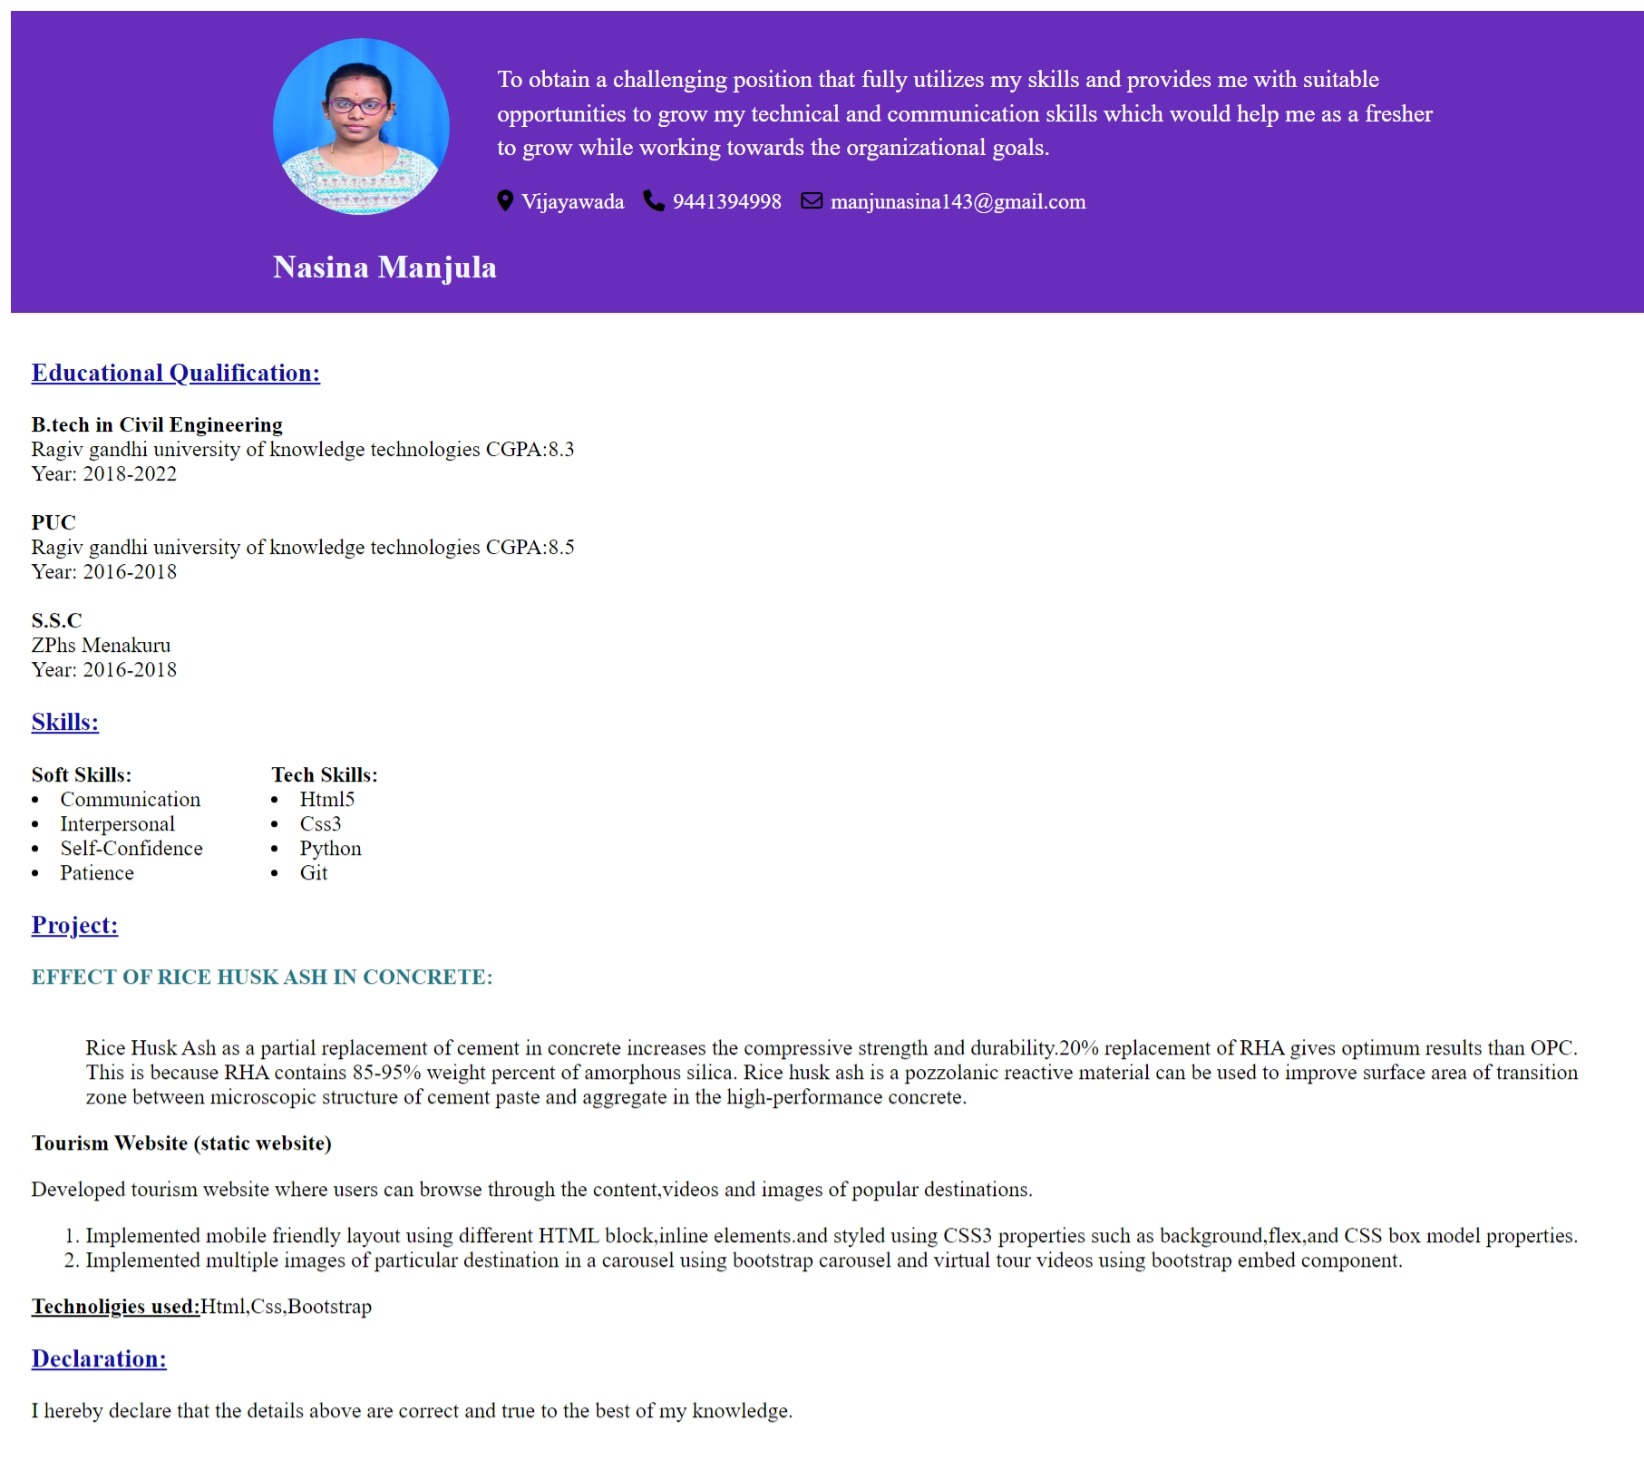 To obtain a challenging position that fully utilizes my skills and provides me with suitable
opportunities to grow my technical and communication skills which would help me as a fresher
to grow while working towards the organizational goals.
Vijayawada 9441394998 manjunasina143@gmail.com
Nasina Manjula
Educational Qualification:
B.tech in Civil Engineering
Ragiv gandhi university of knowledge technologies CGPA:8.3
Year: 2018-2022
PUC
Ragiv gandhi university of knowledge technologies CGPA:8.5
Year: 2016-2018
S.S.C
ZPhs Menakuru
Year: 2016-2018
Skills:
Soft Skills:
• Communication
• Interpersonal
• Self-Confidence
• Patience
Tech Skills:
• Html5
• Css3
• Python
• Git
Project:
EFFECT OF RICE HUSK ASH IN CONCRETE:
Rice Husk Ash as a partial replacement of cement in concrete increases the compressive strength and durability.20% replacement of RHA gives optimum results than OPC.
This is because RHA contains 85-95% weight percent of amorphous silica. Rice husk ash is a pozzolanic reactive material can be used to improve surface area of transition
zone between microscopic structure of cement paste and aggregate in the high-performance concrete.
Tourism Website (static website)
Developed tourism website where users can browse through the content,videos and images of popular destinations.
1. Implemented mobile friendly layout using different HTML block,inline elements.and styled using CSS3 properties such as background,flex,and CSS box model properties.
2. Implemented multiple images of particular destination in a carousel using bootstrap carousel and virtual tour videos using bootstrap embed component.
Technoligies used:Html,Css,Bootstrap
Declaration:
I hereby declare that the details above are correct and true to the best of my knowledge.